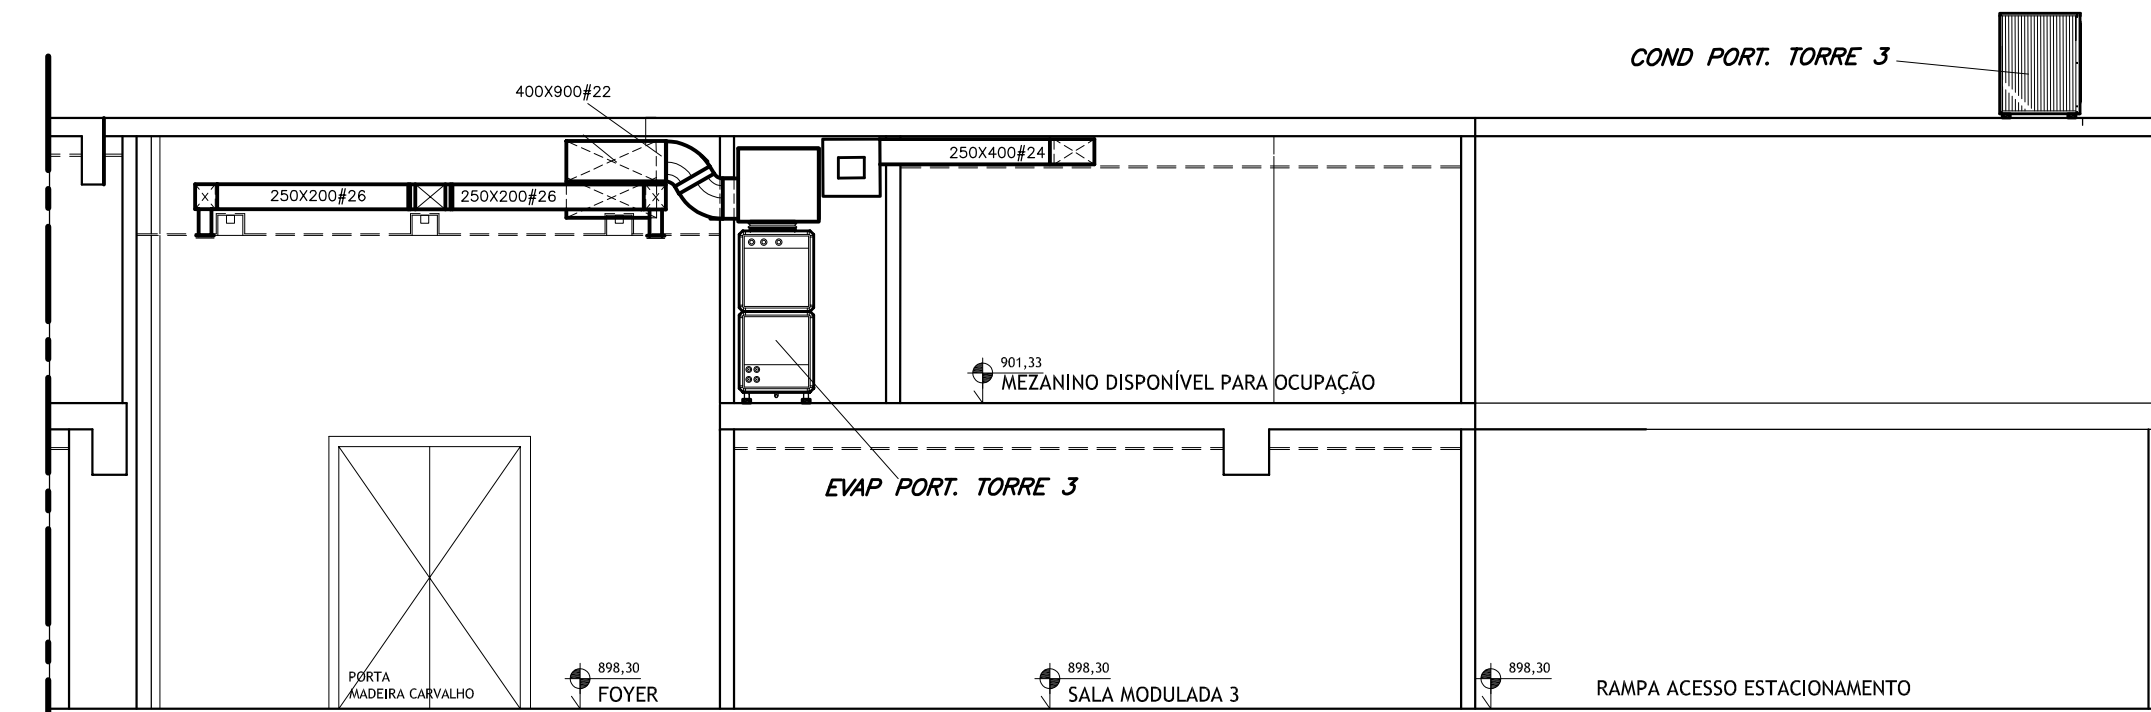 COND PORT. TORRE 3
400X900#22
250X400#24
250X200#26
250X200#26
901,33
MEZANINO DISPONÍVEL PARA OCUPAÇÃO
EVAP PORT. TORRE 3
PORTA
MADEIRA CARVALHO
898,30
FOYER
898,30
SALA MODULADA 3
898,30
RAMPA ACESSO ESTACIONAMENTO